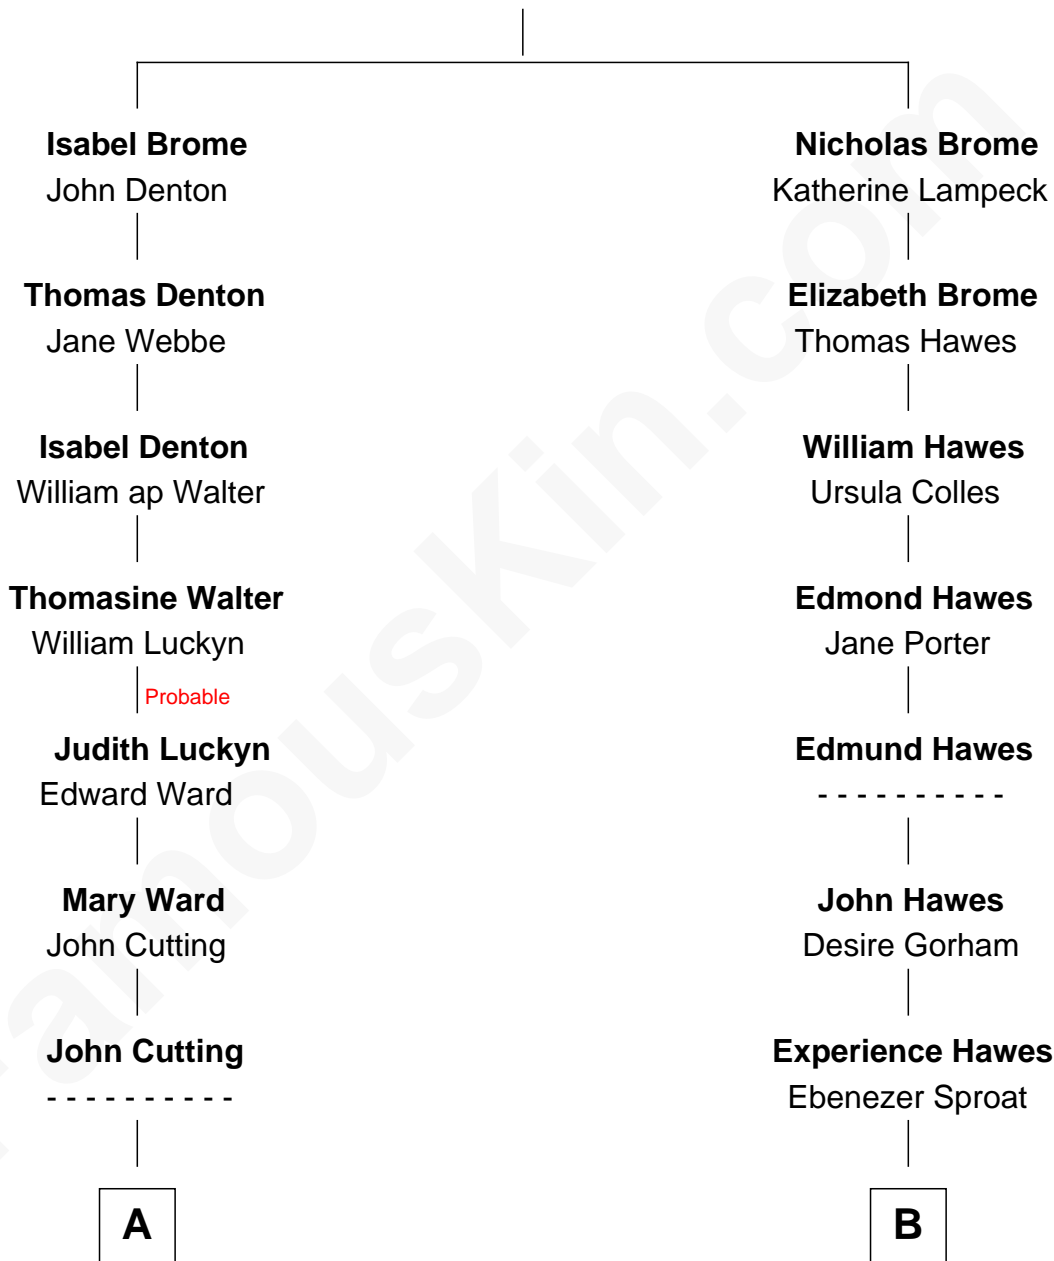 Isabel Brome
John Denton
Thomas Denton
Jane Webbe
Isabel Denton
William ap Walter
Thomasine Walter
William Luckyn
Probable
Judith Luckyn
Edward Ward
Mary Ward
John Cutting
John Cutting
- - - - - - - - - -
A
Nicholas Brome
Katherine Lampeck
Elizabeth Brome
Thomas Hawes
William Hawes
Ursula Colles
Edmond Hawes
Jane Porter
Edmund Hawes
- - - - - - - - - -
John Hawes
Desire Gorham
Experience Hawes
Ebenezer Sproat
B
FamousKin.com